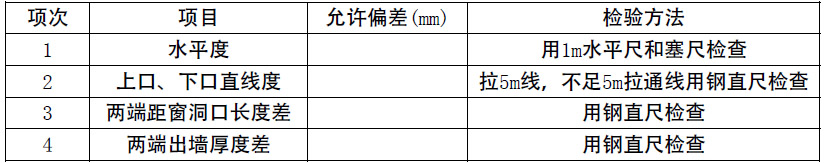 项次 项目 允许偏差(mm) 检验方法
1 水平度 用1m水平尺和塞尺检查
2 上口、下口直线度 拉5m线，不足5m拉通线用钢直尺检查
3 两端距窗洞口长度差 用钢直尺检查
4 两端出墙厚度差 用钢直尺检查